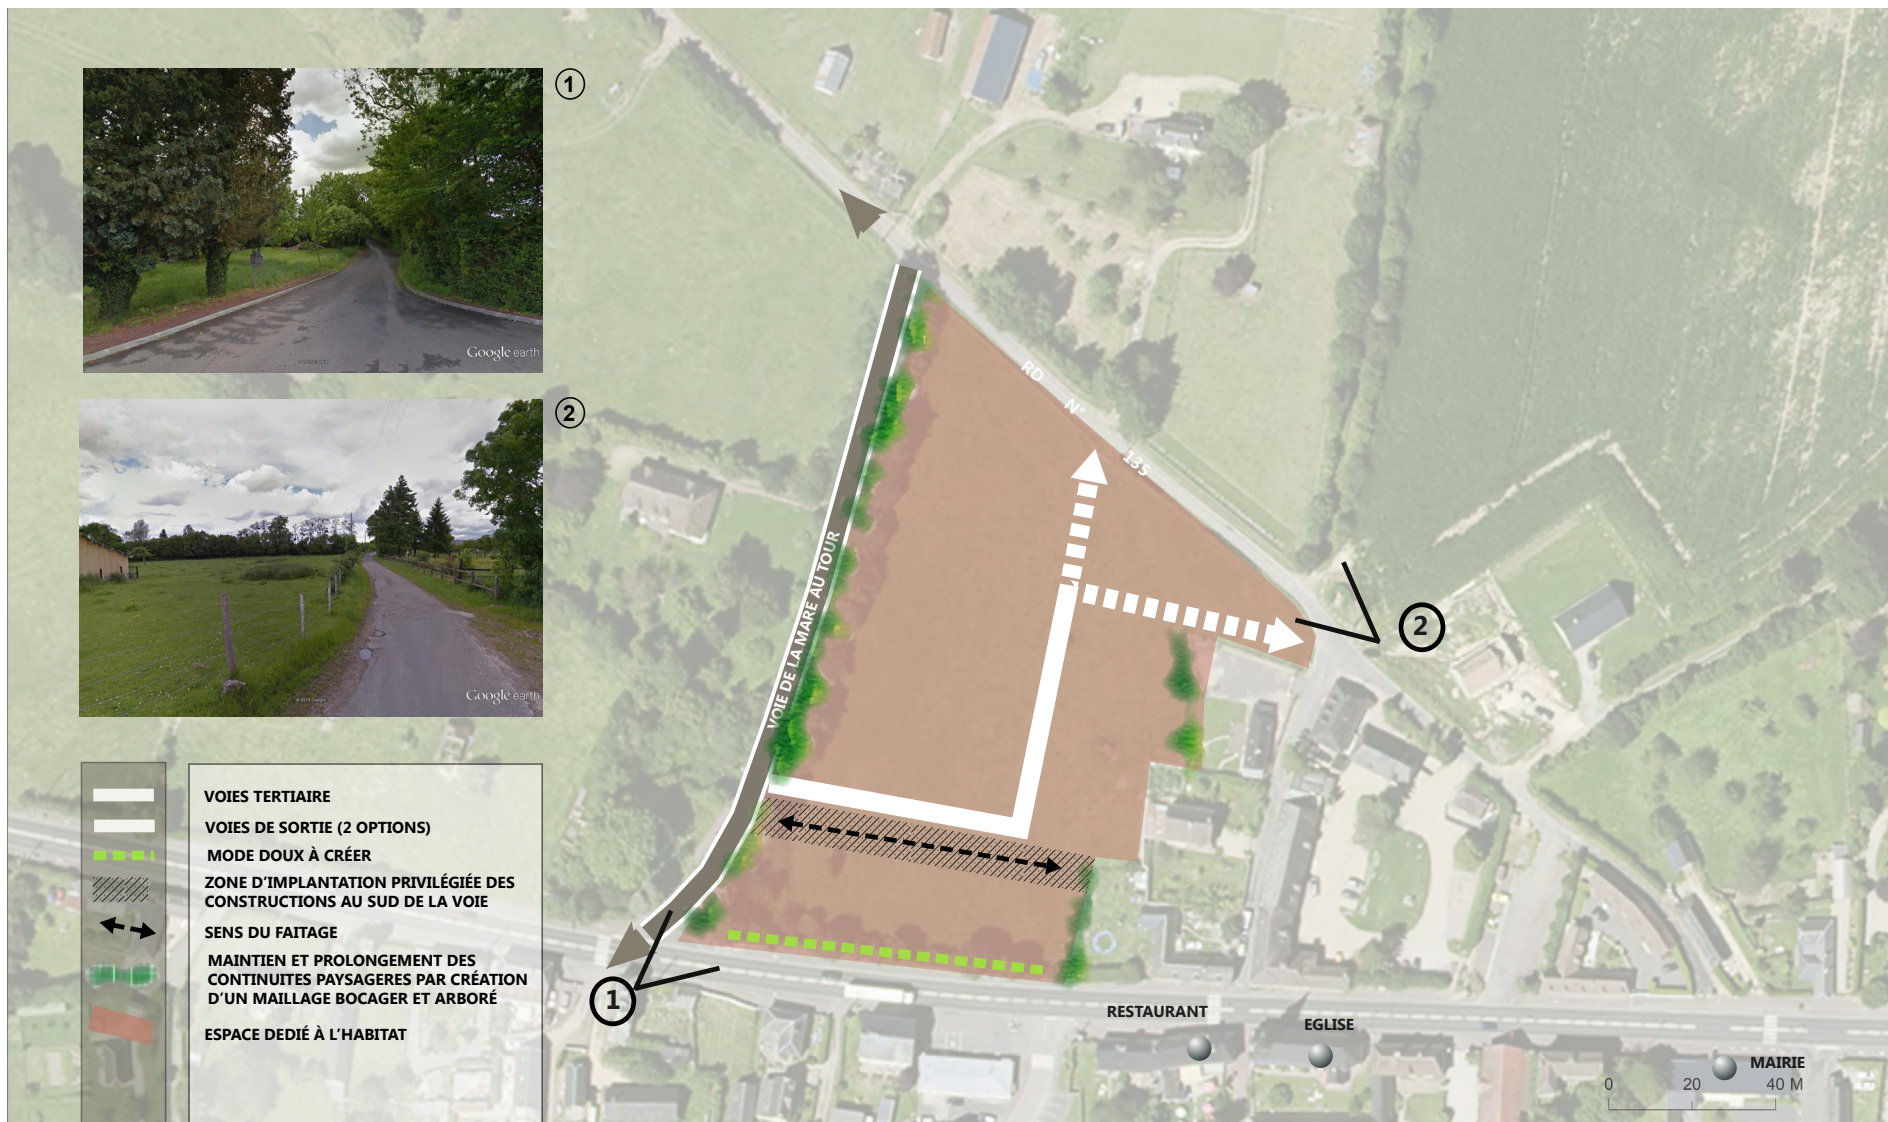 1
Google earth
2
© 2013 Google
Google earth
VOIES TERTIAIRE
VOIES DE SORTIE (2 OPTIONS)
MODE DOUX À CRÉER
ZONE D'IMPLANTATION PRIVILÉGIÉE DES
CONSTRUCTIONS AU SUD DE LA VOIE
SENS DU FAITAGE
MAINTIEN ET PROLONGEMENT DES
CONTINUITES PAYSAGERES PAR CRÉATION
D'UN MAILLAGE BOCAGER ET ARBORÉ
ESPACE DEDIÉ À L'HABITAT
RD N° 135
VOIE DE LA MARE AU TOUR
2
1
RESTAURANT
EGLISE
MAIRIE
0 20 40 M